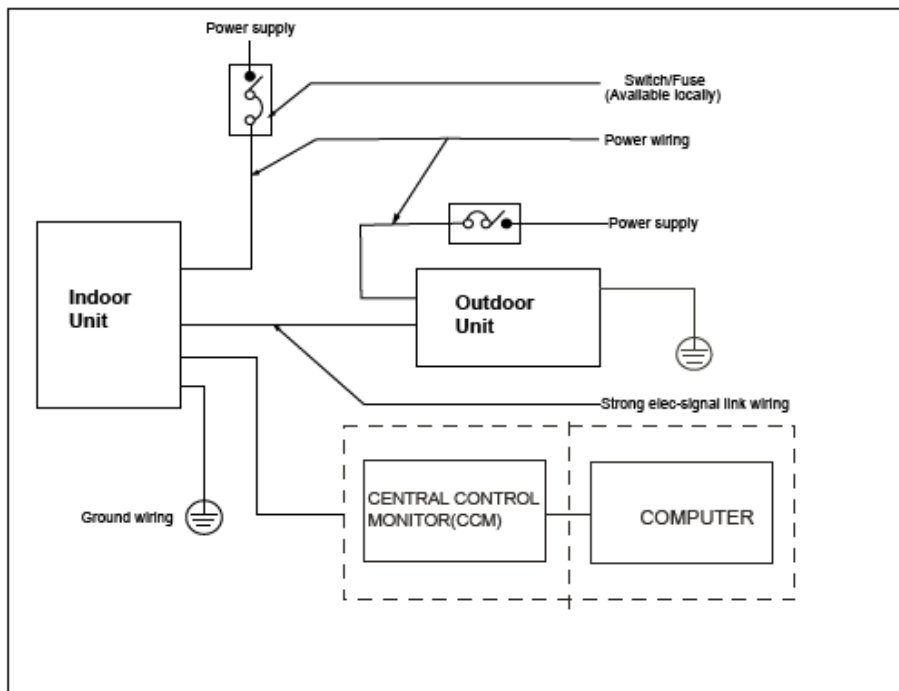 Power supply
Switch/Fuse
(Available locally)
Power wiring
Power supply
Indoor
Unit
Outdoor
Unit
Strong elec-signal link wiring
CENTRAL CONTROL
MONITOR(CCM)
COMPUTER
Ground wiring